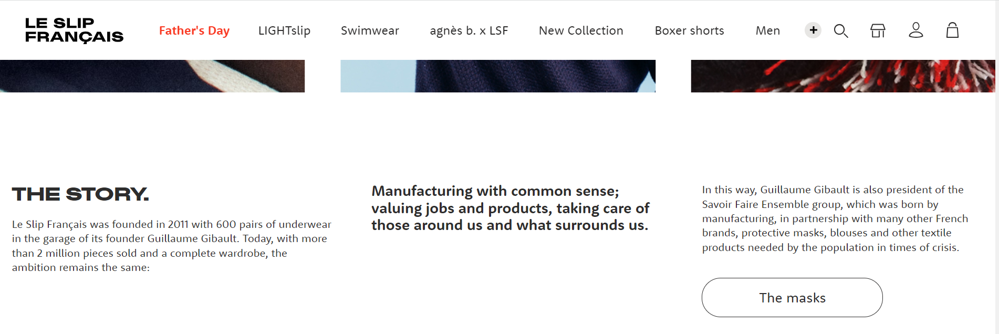 LE SLIP
FRANÇAIS
Father's Day
LIGHTslip
Swimwear
agnès b. x LSF
New Collection
Boxer shorts
Men
THE STORY.
Le Slip Français was founded in 2011 with 600 pairs of underwear
in the garage of its founder Guillaume Gibault. Today, with more
than 2 million pieces sold and a complete wardrobe, the
ambition remains the same:
Manufacturing with common sense;
valuing jobs and products, taking care of
those around us and what surrounds us.
In this way, Guillaume Gibault is also president of the
Savoir Faire Ensemble group, which was born by
manufacturing, in partnership with many other French
brands, protective masks, blouses and other textile
products needed by the population in times of crisis.
The masks